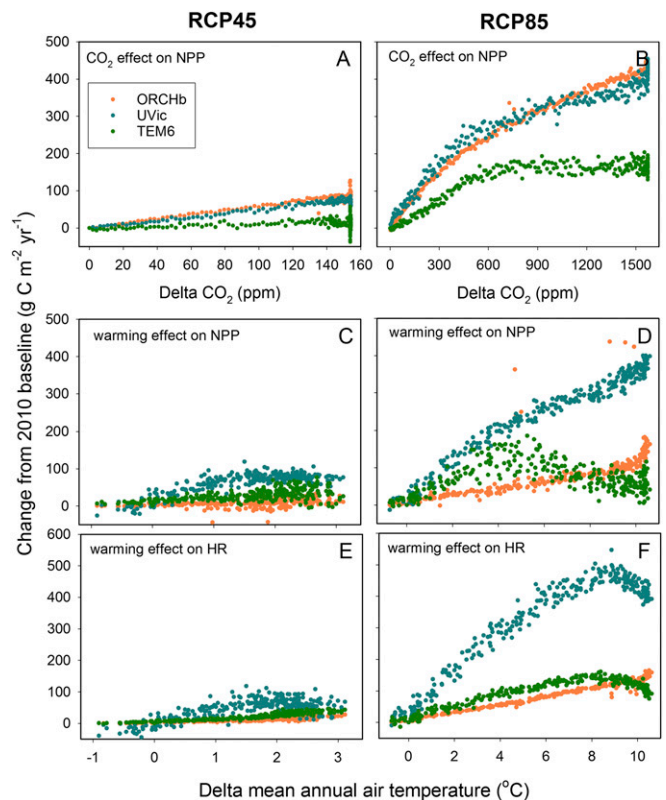 RCP45
RCP85
CO₂ effect on NPP
A
ORCHb
UVic
TEM6
500
400
300
200
100
0
0 20 40 60 80 100 120 140 160
Delta CO₂ (ppm)
CO₂ effect on NPP
B
0 300 600 900 1200 1500
Delta CO₂ (ppm)
Change from 2010 baseline (g C m⁻² yr⁻¹)
warming effect on NPP
C
500
400
300
200
100
0
warming effect on NPP
D
warming effect on HR
E
600
500
400
300
200
100
0
-1 0 1 2 3
warming effect on HR
F
0 2 4 6 8 10
Delta mean annual air temperature (°C)